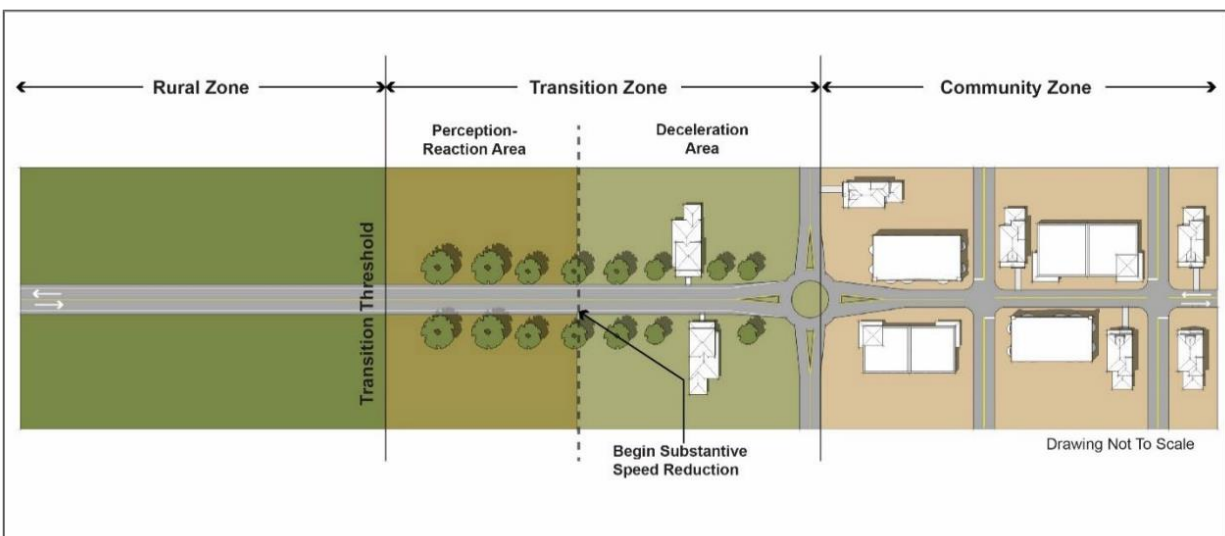 Rural Zone
Transition Zone
Community Zone
Perception-
Reaction Area
Deceleration
Area
Transition Threshold
Begin Substantive
Speed Reduction
Drawing Not To Scale